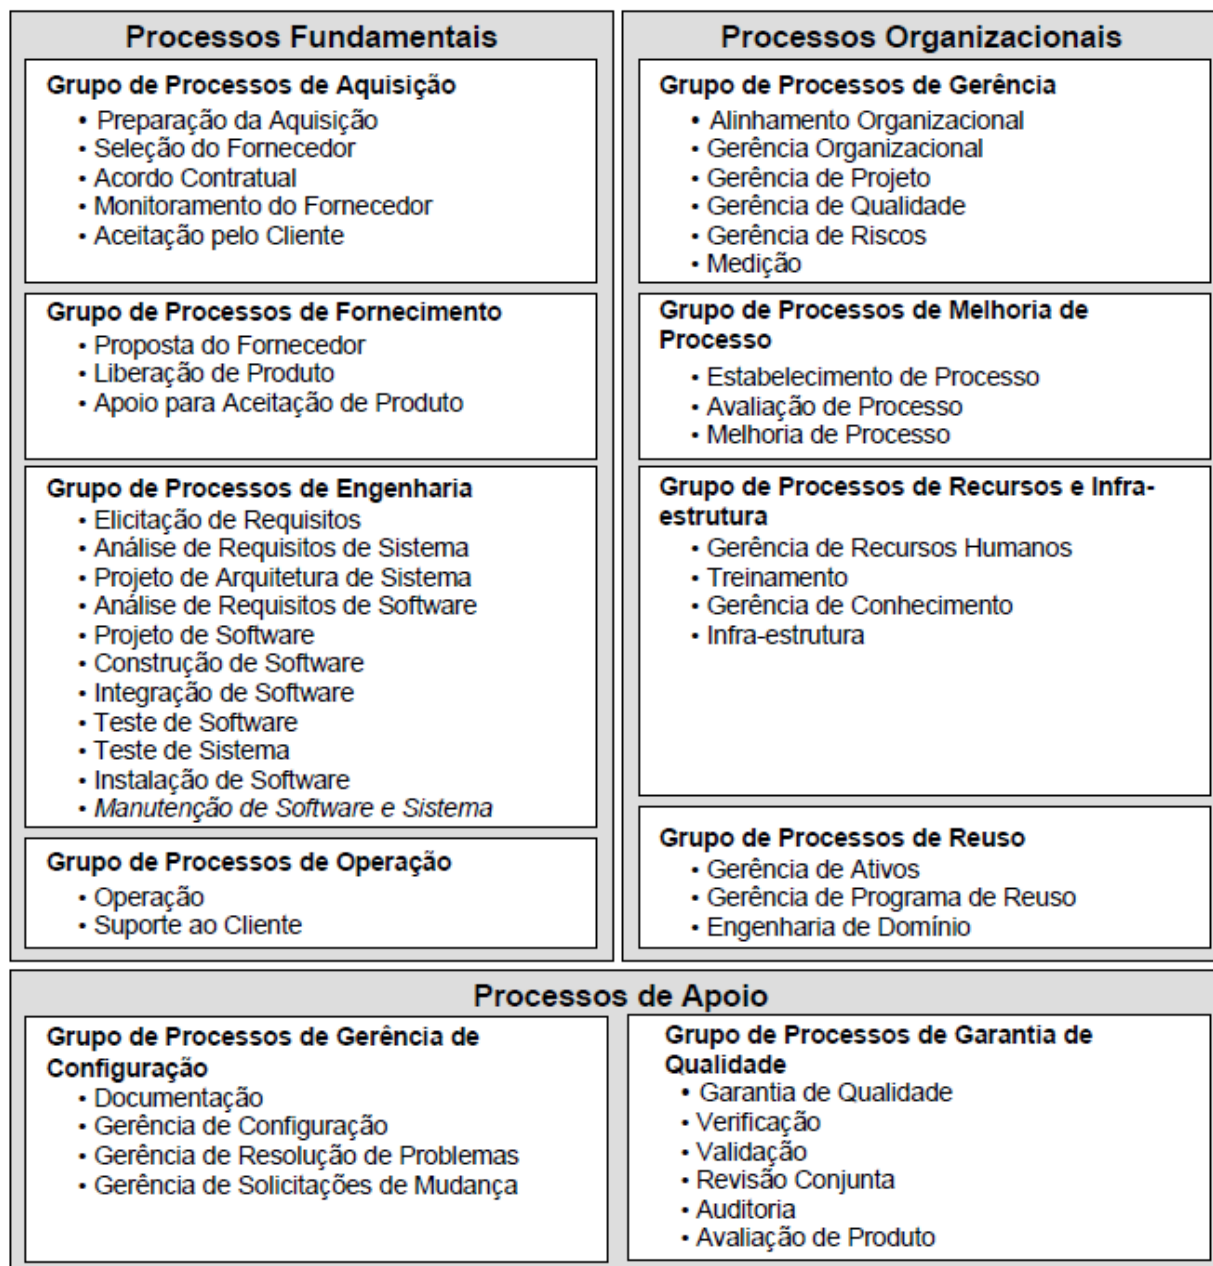 Processos Fundamentais
Grupo de Processos de Aquisição
• Preparação da Aquisição
• Seleção do Fornecedor
• Acordo Contratual
• Monitoramento do Fornecedor
• Aceitação pelo Cliente
Grupo de Processos de Fornecimento
• Proposta do Fornecedor
• Liberação de Produto
• Apoio para Aceitação de Produto
Grupo de Processos de Engenharia
• Elicitação de Requisitos
• Análise de Requisitos de Sistema
• Projeto de Arquitetura de Sistema
• Análise de Requisitos de Software
• Projeto de Software
• Construção de Software
• Integração de Software
• Teste de Software
• Teste de Sistema
• Instalação de Software
• Manutenção de Software e Sistema
Grupo de Processos de Operação
• Operação
• Suporte ao Cliente
Processos Organizacionais
Grupo de Processos de Gerência
• Alinhamento Organizacional
• Gerência Organizacional
• Gerência de Projeto
• Gerência de Qualidade
• Gerência de Riscos
• Medição
Grupo de Processos de Melhoria de
Processo
• Estabelecimento de Processo
• Avaliação de Processo
• Melhoria de Processo
Grupo de Processos de Recursos e Infra-
estrutura
• Gerência de Recursos Humanos
• Treinamento
• Gerência de Conhecimento
• Infra-estrutura
Grupo de Processos de Reuso
• Gerência de Ativos
• Gerência de Programa de Reuso
• Engenharia de Domínio
Processos de Apoio
Grupo de Processos de Gerência de
Configuração
• Documentação
• Gerência de Configuração
• Gerência de Resolução de Problemas
• Gerência de Solicitações de Mudança
Grupo de Processos de Garantia de
Qualidade
• Garantia de Qualidade
• Verificação
• Validação
• Revisão Conjunta
• Auditoria
• Avaliação de Produto